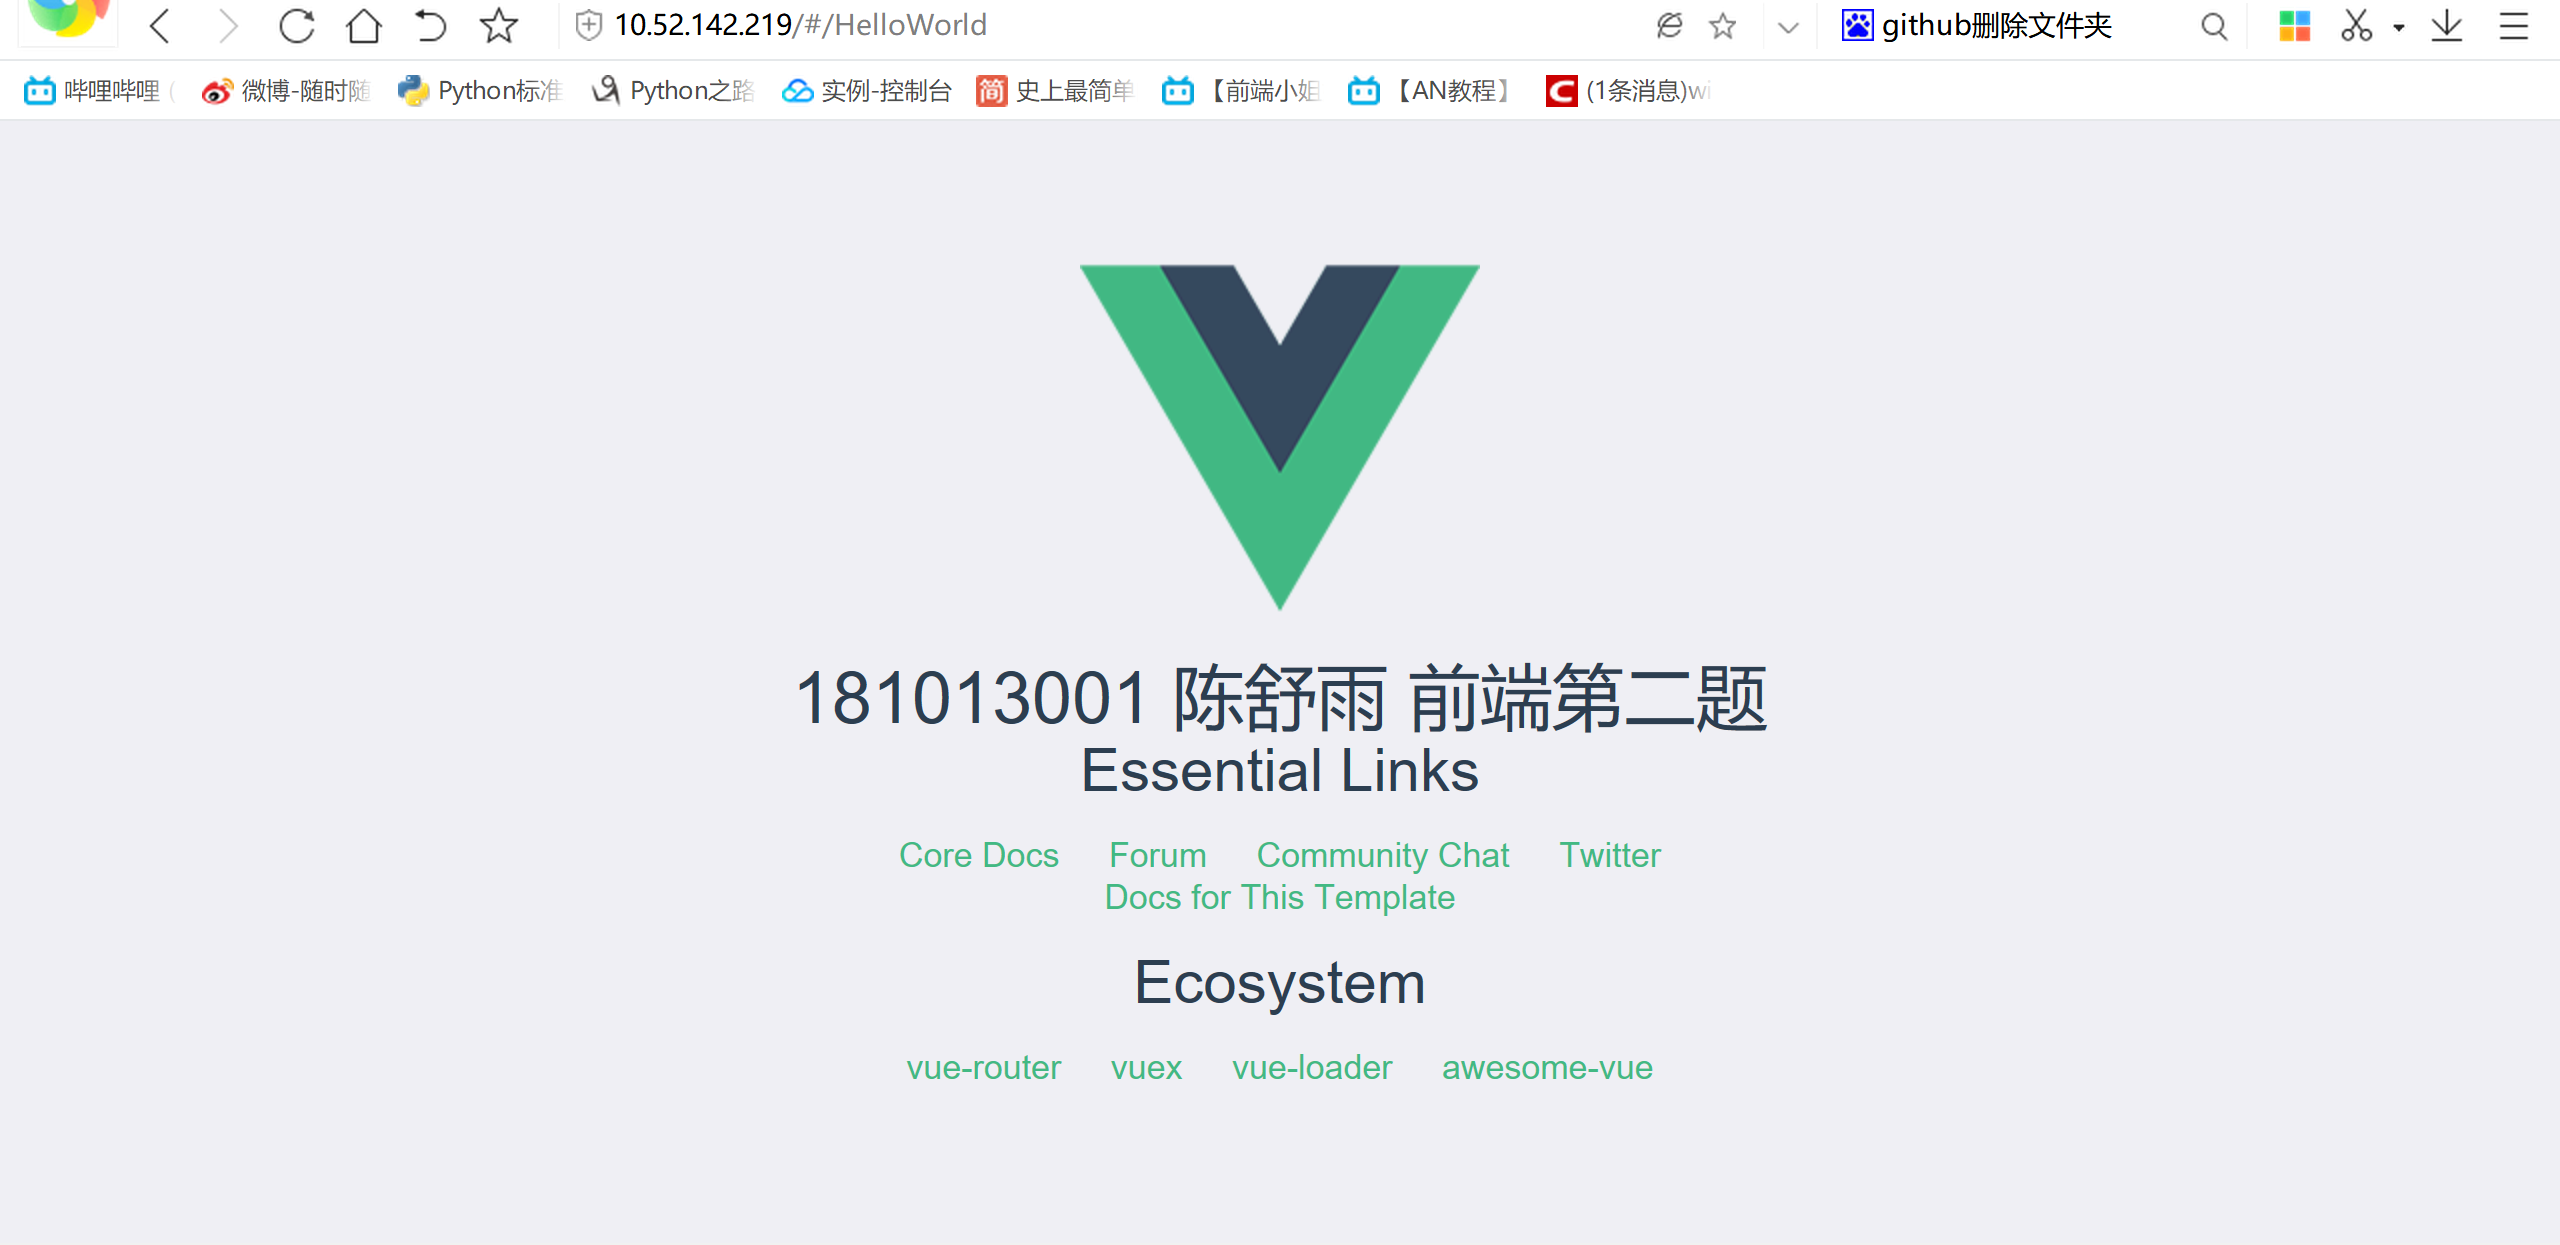 10.52.142.219/#/HelloWorld
github删除文件夹
哔哩哔哩 (
微博-随时随
Python标准
Python之路
实例-控制台
简 史上最简单
【前端小姐
【AN教程】
(1条消息)wi
181013001 陈舒雨 前端第二题
Essential Links
Core Docs Forum Community Chat Twitter
Docs for This Template
Ecosystem
vue-router vuex vue-loader awesome-vue